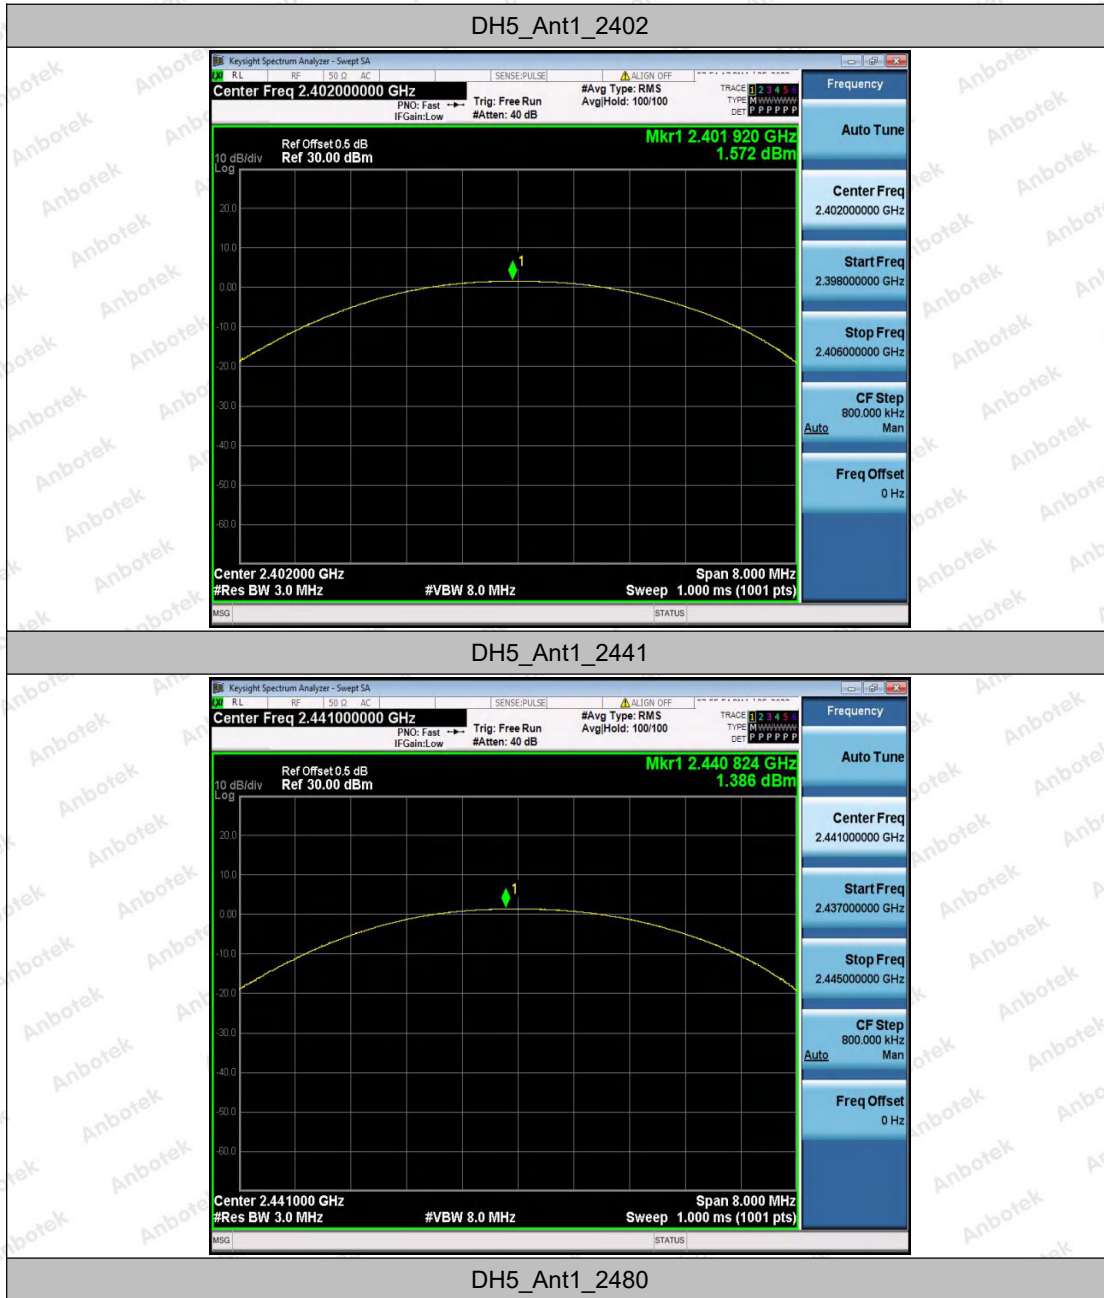 DH5_Ant1_2402
Keysight Spectrum Analyzer - Swept SA
RL RF 50 Ω AC SENSE:PULSE ALIGN OFF
Center Freq 2.402000000 GHz
PNO: Fast
IFGain:Low
Trig: Free Run
#Atten: 40 dB
#Avg Type: RMS
Avg|Hold: 100/100
TRACE 1 2 3 4 5 6
TYPE M WWWWW
DET P P P P P P
Mkr1 2.401 920 GHz
1.572 dBm
Ref Offset 0.5 dB
10 dB/div Ref 30.00 dBm
Log
20.0
10.0
0.00
-10.0
-20.0
-30.0
-40.0
-50.0
-60.0
1
Center 2.402000 GHz Span 8.000 MHz
#Res BW 3.0 MHz #VBW 8.0 MHz Sweep 1.000 ms (1001 pts)
MSG STATUS
Frequency
Auto Tune
Center Freq
2.402000000 GHz
Start Freq
2.398000000 GHz
Stop Freq
2.406000000 GHz
CF Step
800.000 kHz
Auto Man
Freq Offset
0 Hz
DH5_Ant1_2441
Keysight Spectrum Analyzer - Swept SA
RL RF 50 Ω AC SENSE:PULSE ALIGN OFF
Center Freq 2.441000000 GHz
PNO: Fast
IFGain:Low
Trig: Free Run
#Atten: 40 dB
#Avg Type: RMS
Avg|Hold: 100/100
TRACE 1 2 3 4 5 6
TYPE M WWWWW
DET P P P P P P
Mkr1 2.440 824 GHz
1.386 dBm
Ref Offset 0.5 dB
10 dB/div Ref 30.00 dBm
Log
20.0
10.0
0.00
-10.0
-20.0
-30.0
-40.0
-50.0
-60.0
1
Center 2.441000 GHz Span 8.000 MHz
#Res BW 3.0 MHz #VBW 8.0 MHz Sweep 1.000 ms (1001 pts)
MSG STATUS
Frequency
Auto Tune
Center Freq
2.441000000 GHz
Start Freq
2.437000000 GHz
Stop Freq
2.445000000 GHz
CF Step
800.000 kHz
Auto Man
Freq Offset
0 Hz
DH5_Ant1_2480
Anbotek